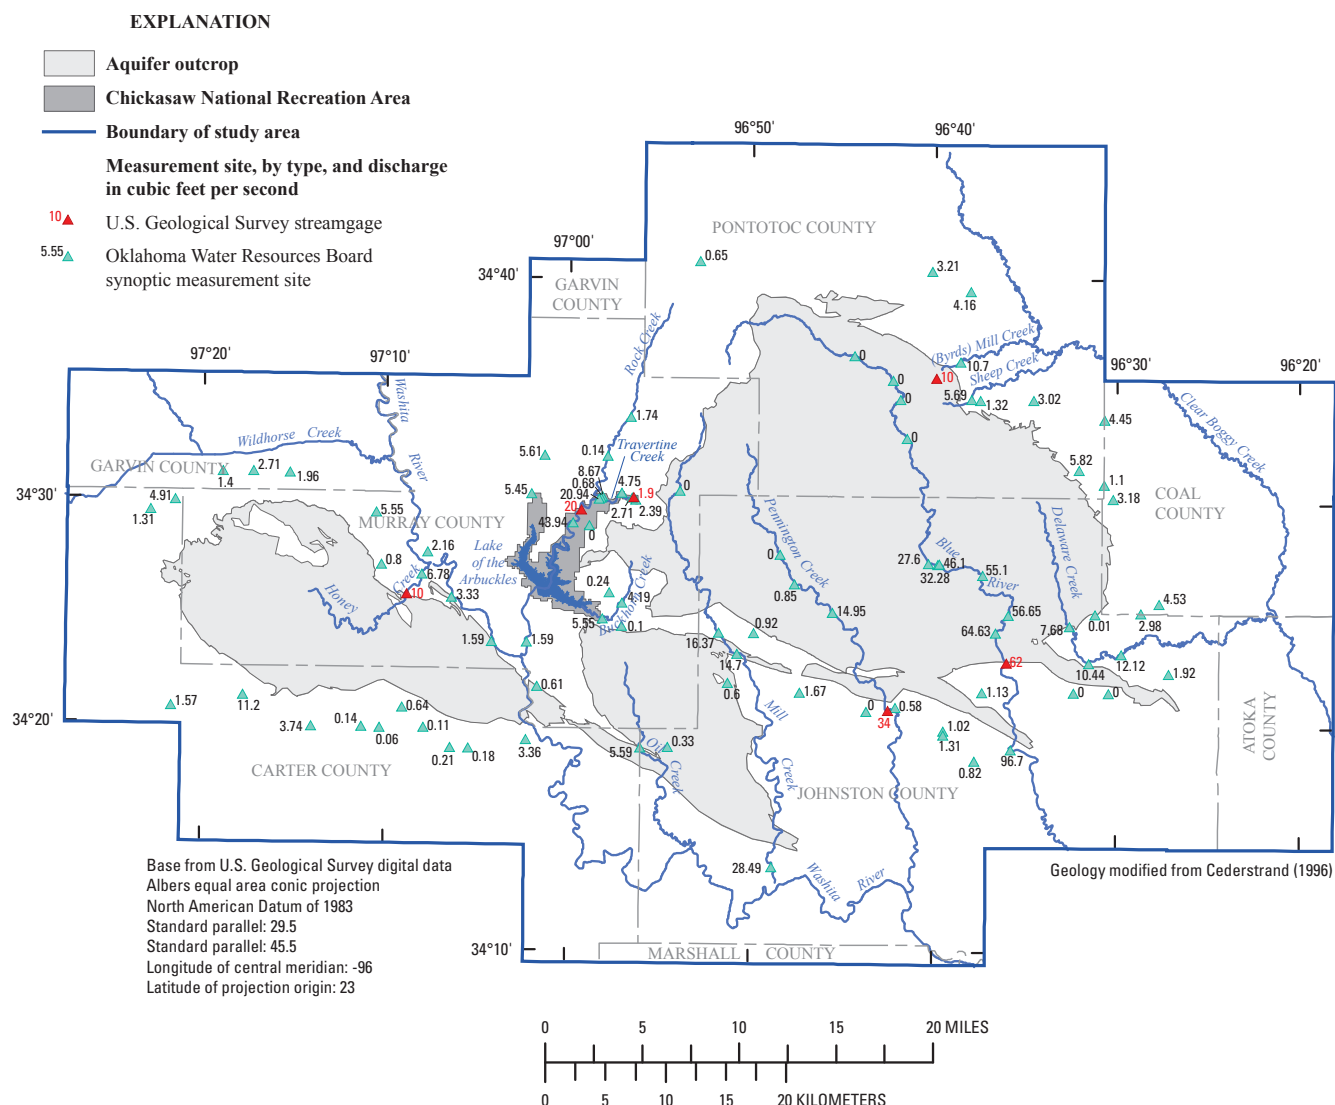 EXPLANATION
Aquifer outcrop
Chickasaw National Recreation Area
Boundary of study area
Measurement site, by type, and discharge
in cubic feet per second
10
U.S. Geological Survey streamgage
5.55
Oklahoma Water Resources Board
synoptic measurement site
96°50'
96°40'
PONTOTOC COUNTY
97°00'
0.65
3.21
34°40'
GARVIN
COUNTY
4.16
Rock Creek
(Byrds) Mill Creek
97°20'
97°10'
0
10.7
Sheep Creek
96°30'
96°20'
Washita
River
0
10
0
5.69
1.32
3.02
Clear Boggy Creek
1.74
4.45
Wildhorse Creek
0
Travertine
Creek
5.61
0.14
GARVIN COUNTY
2.71
1.4
1.96
8.67
0.68
4.75
5.82
34°30'
4.91
5.45
20.94
1.9
0
1.1
3.18
COAL
COUNTY
1.31
5.55
20
2.71
2.39
Pennington Creek
Delaware Creek
MURRAY COUNTY
43.94
0
2.16
Lake
of the
Arbuckles
Blue
River
0
0.8
27.6
46.1
32.28
55.1
6.78
Creek
Honey
10
3.33
0.24
Buckhorn Creek
0.85
4.19
4.53
14.95
56.65
5.55
0.1
0.92
64.63
7.68
0.01
2.98
1.59
1.59
16.37
14.7
62
12.12
10.44
0.61
0.6
1.67
1.13
0
0
1.92
34°20'
1.57
11.2
0.64
0
0.58
34
Mill
Creek
3.74
0.14
0.06
0.11
1.02
1.31
ATOKA
COUNTY
0.21
0.18
3.36
5.59
Oil
Creek
0.33
96.7
0.82
CARTER COUNTY
JOHNSTON COUNTY
28.49
Washita
River
Base from U.S. Geological Survey digital data
Albers equal area conic projection
North American Datum of 1983
Standard parallel: 29.5
Standard parallel: 45.5
Longitude of central meridian: -96
Latitude of projection origin: 23
Geology modified from Cederstrand (1996)
34°10'
MARSHALL COUNTY
0 5 10 15 20 MILES
0 5 10 15 20 KILOMETERS